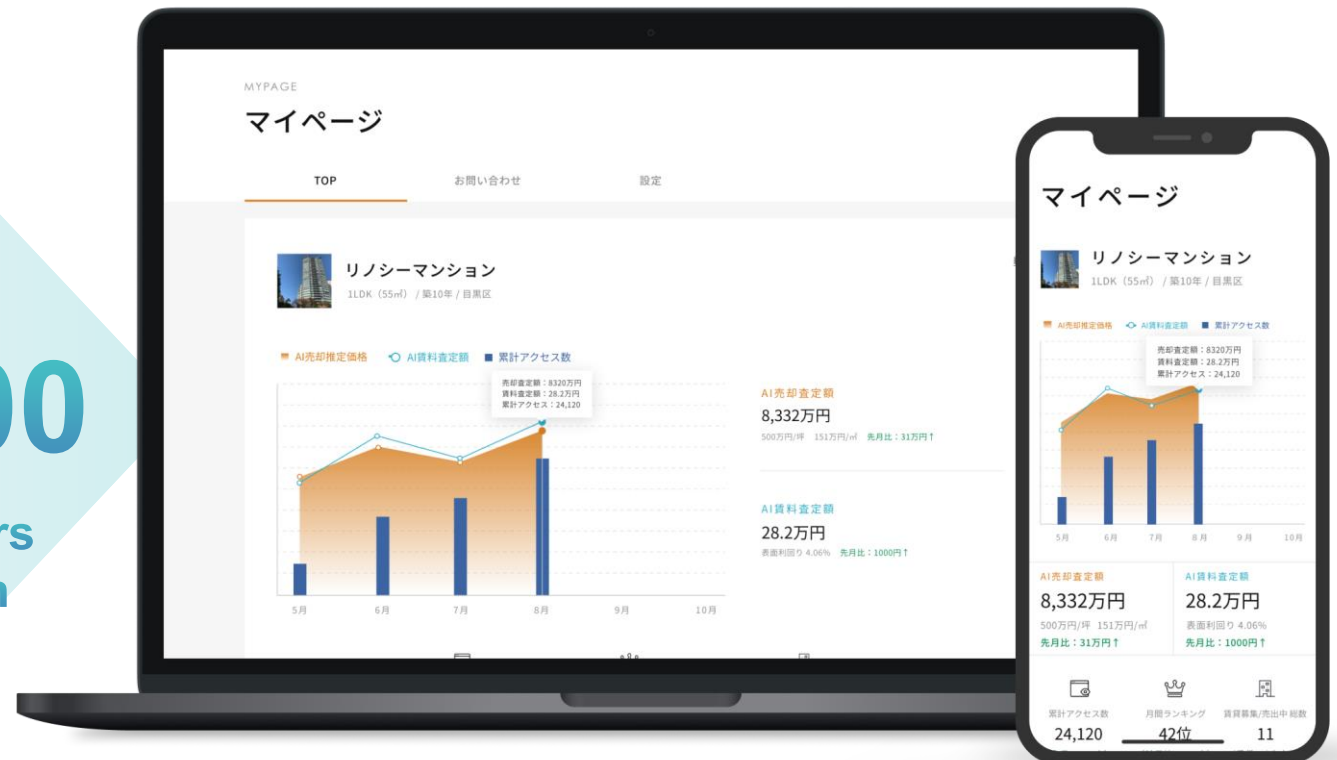 00
rs
n
MYPAGE
マイページ
TOP
お問い合わせ
設定
リノシーマンション
1LDK（55㎡） / 築10年 / 目黒区
AI売却推定価格
AI賃料査定額
累計アクセス数
売却査定額：8320万円
賃料査定額：28.2万円
累計アクセス：24,120
5月
6月
7月
8月
9月
10月
AI売却査定額
8,332万円
500万円/坪 151万円/㎡ 先月比：31万円↑
AI賃料査定額
28.2万円
表面利回り 4.06% 先月比：1000円↑
マイページ
リノシーマンション
1LDK（55㎡） / 築10年 / 目黒区
AI売却推定価格
AI賃料査定額
累計アクセス数
売却査定額：8320万円
賃料査定額：28.2万円
累計アクセス：24,120
5月
6月
7月
8月
9月
10月
AI売却査定額
8,332万円
500万円/坪 151万円/㎡
先月比：31万円↑
AI賃料査定額
28.2万円
表面利回り 4.06%
先月比：1000円↑
累計アクセス数
24,120
月間ランキング
42位
賃貸募集/売出中 総数
11